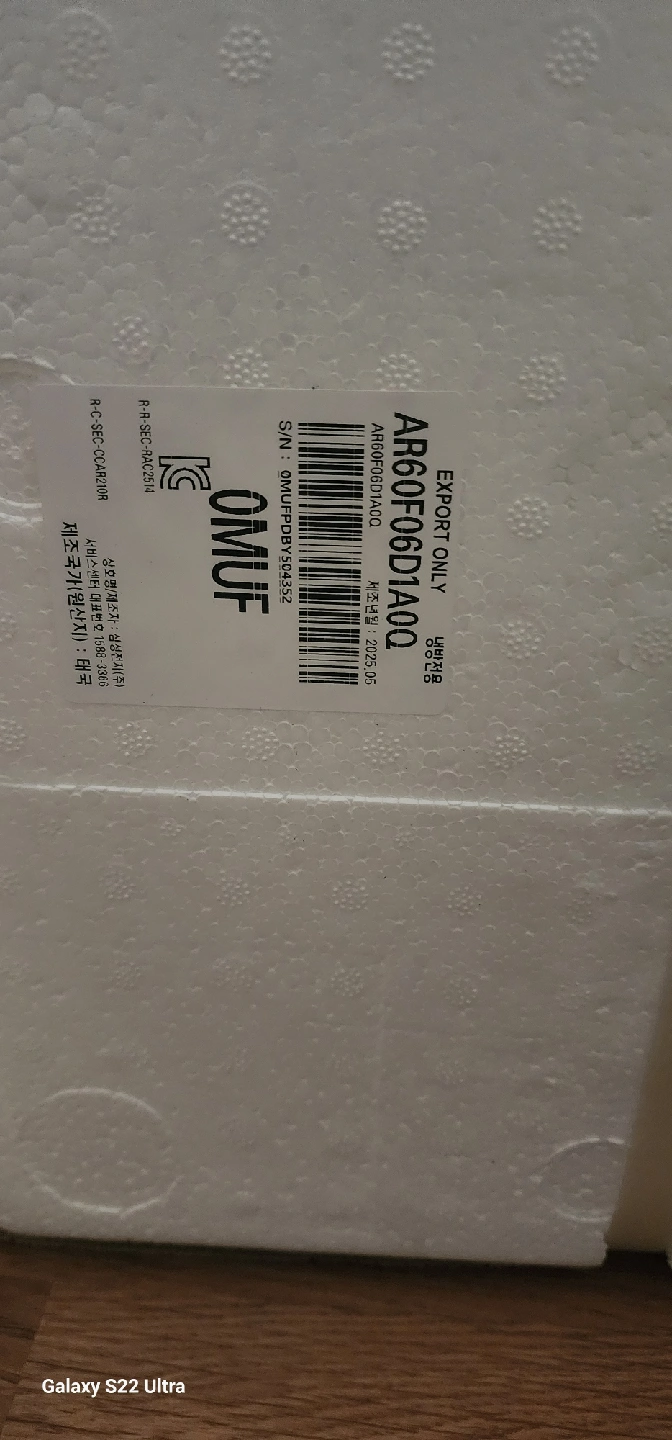 EXPORT ONLY 냉방전용
AR60F06D1A0Q
AR60F06D1A0Q 제조년월 : 2025.05
S/N : 0MUFPDBY504352
0MUF
R-R-SEC-RAC2514
상호명/제조자 : 삼성전자(주)
R-C-SEC-CCAR210R 서비스센터 대표번호 1588-3366
제조국가(원산지) : 태국
Galaxy S22 Ultra